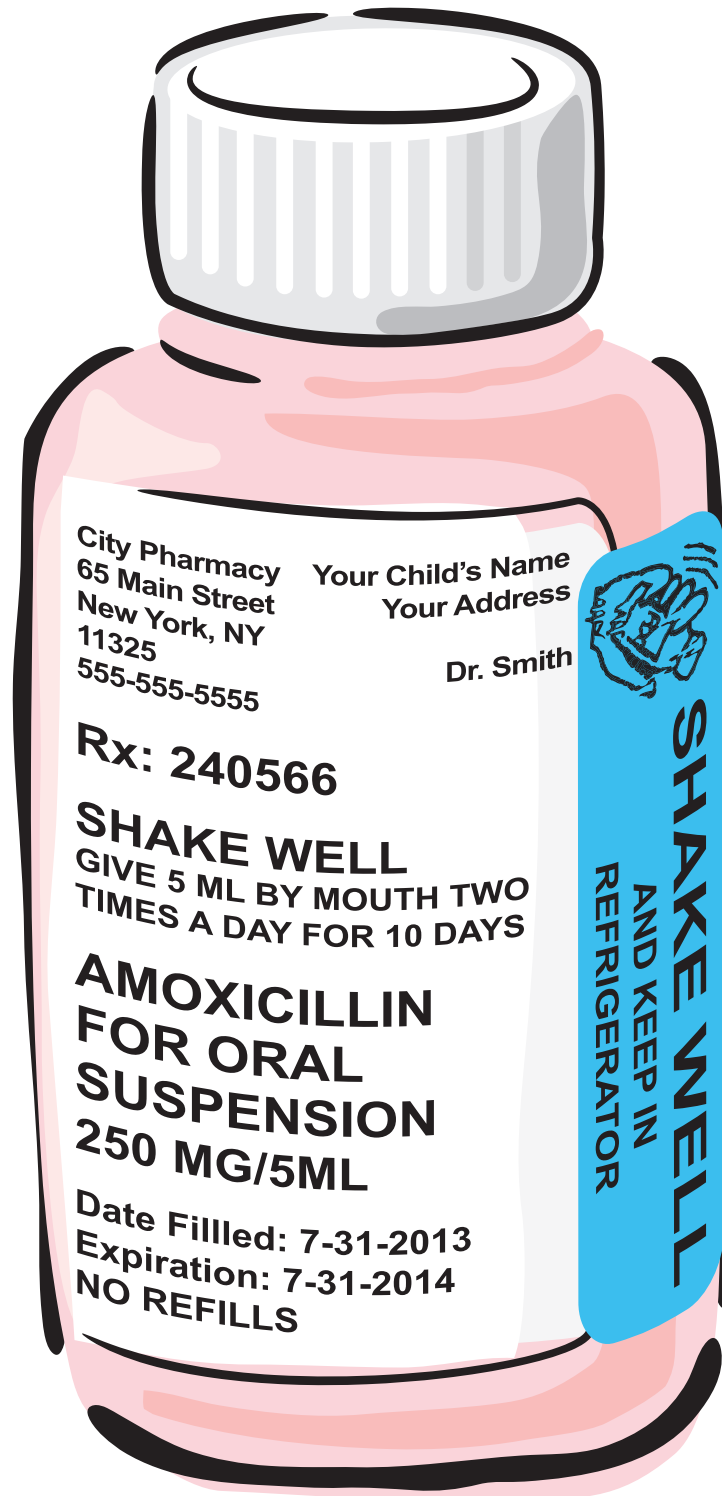 City Pharmacy
65 Main Street
New York, NY
11325
555-555-5555
Your Child's Name
Your Address
Dr. Smith
Rx: 240566
SHAKE WELL
GIVE 5 ML BY MOUTH TWO
TIMES A DAY FOR 10 DAYS
AMOXICILLIN
FOR ORAL
SUSPENSION
250 MG/5ML
Date Fillled: 7-31-2013
Expiration: 7-31-2014
NO REFILLS
SHAKE WELL
AND KEEP IN
REFRIGERATOR